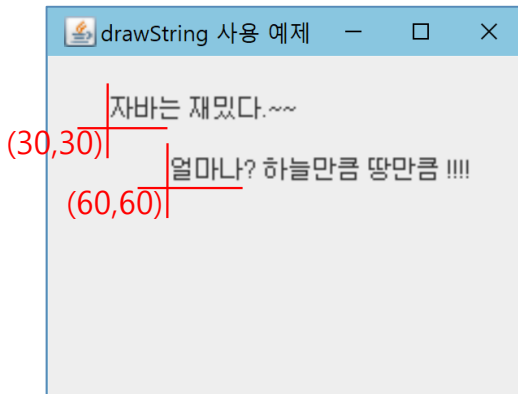 drawString 사용 예제
자바는 재밌다.~~
(30,30)
얼마나? 하늘만큼 땅만큼 !!!!
(60,60)